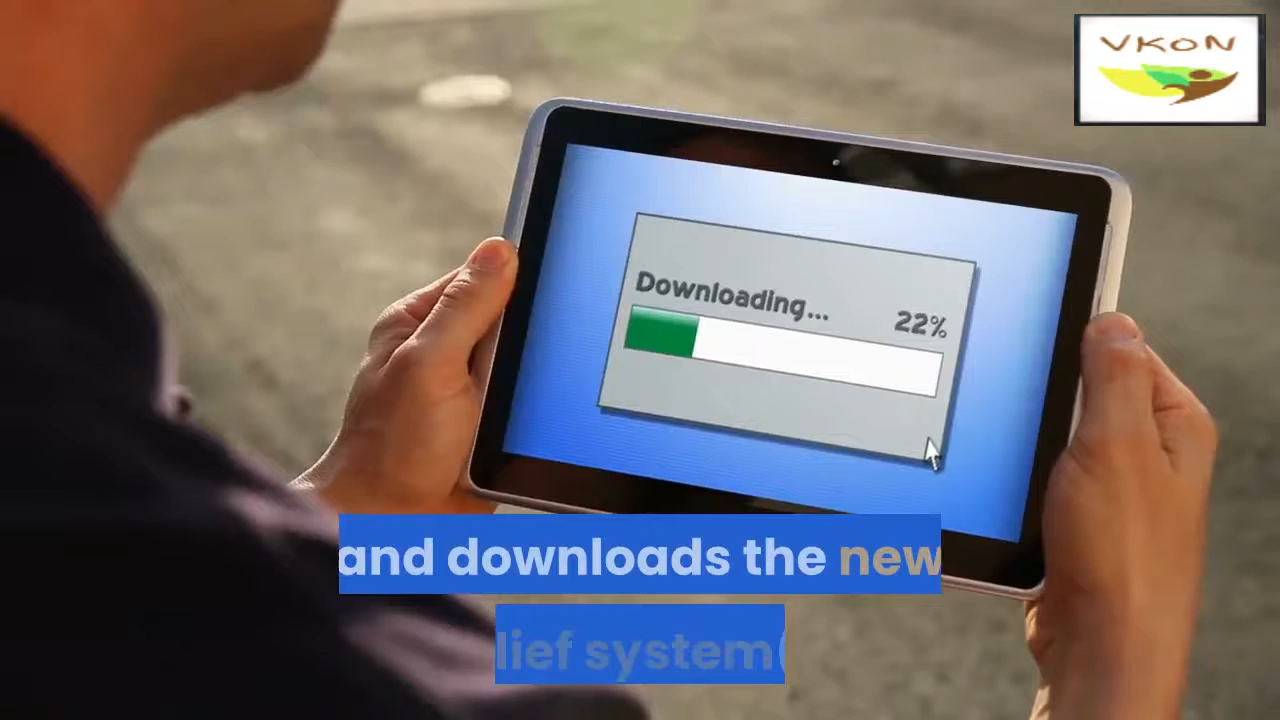 VKON
Downloading...
22%
and downloads the new
lief system(